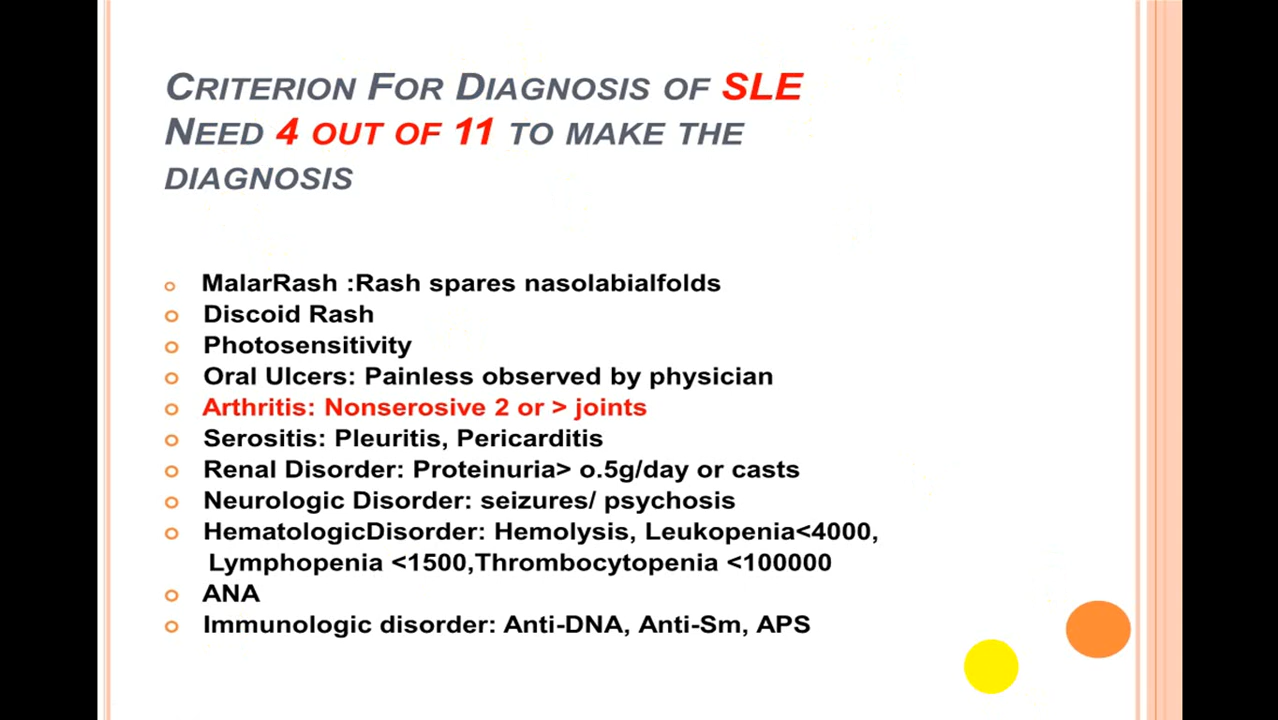 CRITERION FOR DIAGNOSIS OF SLE
NEED 4 OUT OF 11 TO MAKE THE
DIAGNOSIS
MalarRash :Rash spares nasolabialfolds
Discoid Rash
Photosensitivity
Oral Ulcers: Painless observed by physician
Arthritis: Nonserosive 2 or > joints
Serositis: Pleuritis, Pericarditis
Renal Disorder: Proteinuria> o.5g/day or casts
Neurologic Disorder: seizures/ psychosis
HematologicDisorder: Hemolysis, Leukopenia<4000,
Lymphopenia <1500,Thrombocytopenia <100000
ANA
Immunologic disorder: Anti-DNA, Anti-Sm, APS